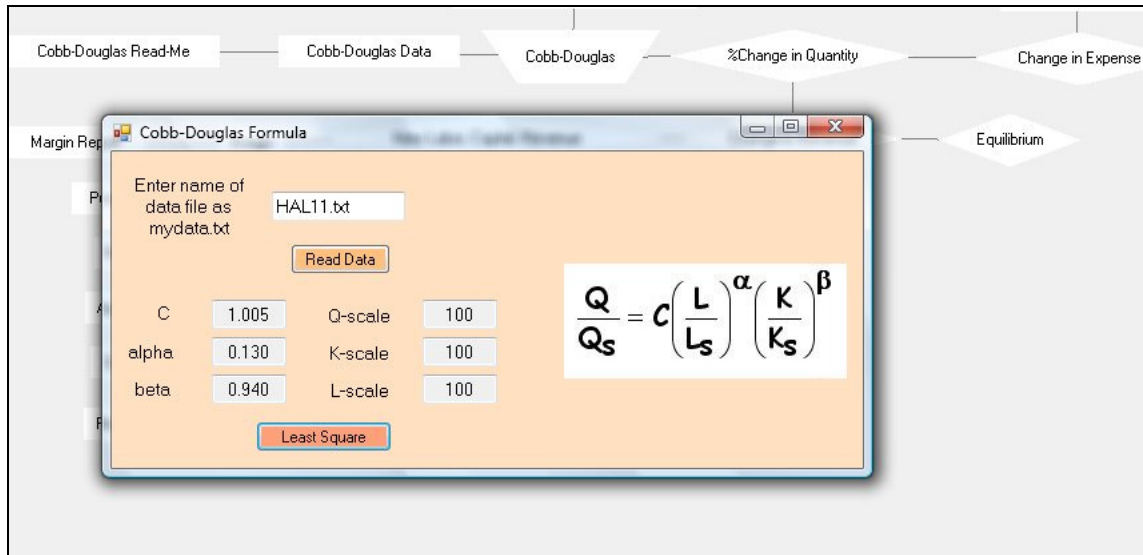 Cobb-Douglas Read-Me
Cobb-Douglas Data
Cobb-Douglas
%Change in Quantity
Change in Expense
Margin
Equilibrium
Cobb-Douglas Formula
Enter name of
data file as
mydata.txt
HAL11.txt
Read Data
C 1.005 Q-scale 100
alpha 0.130 K-scale 100
beta 0.940 L-scale 100
Least Square
Q/Qs = C(L/Ls)^α (K/Ks)^β